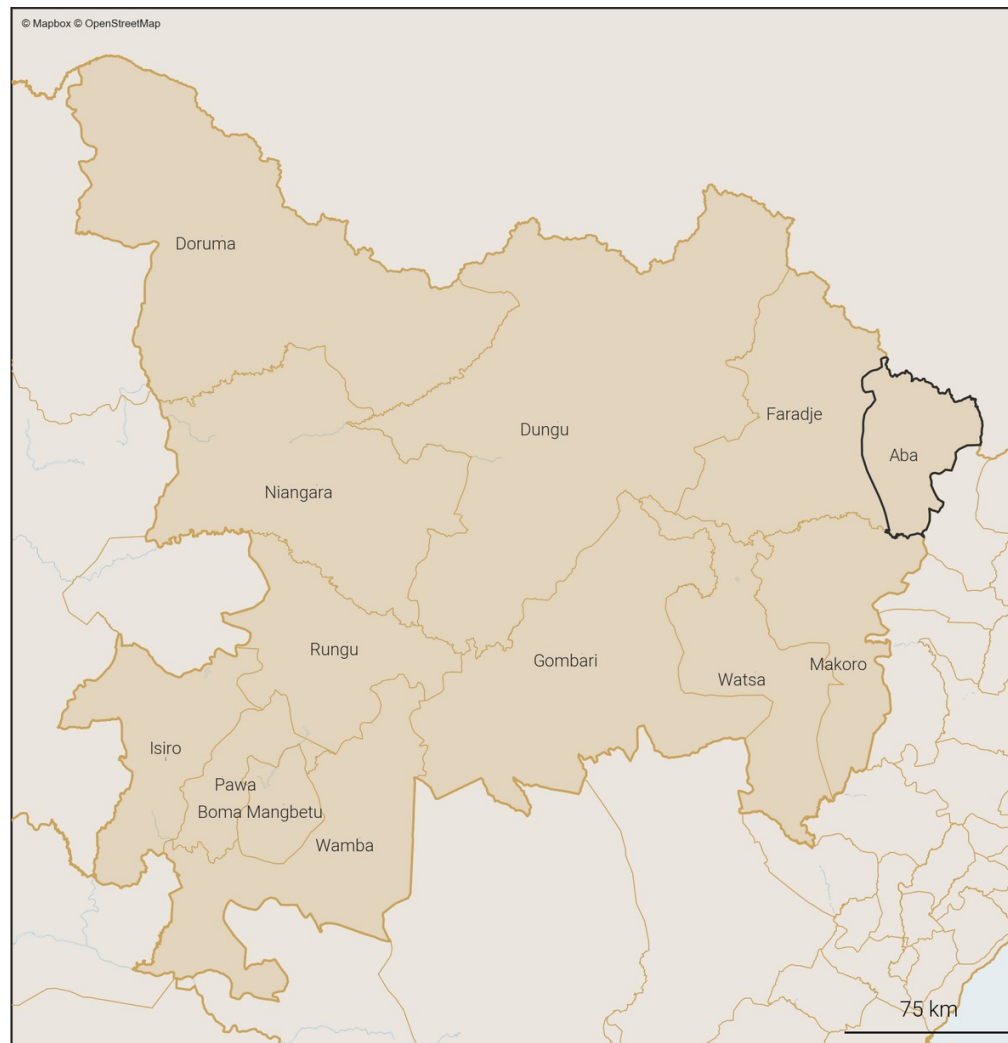 © Mapbox © OpenStreetMap
Doruma
Dungu
Faradje
Aba
Niangara
Rungu
Gombari
Watsa
Makoro
Isiro
Pawa
Boma Mangbetu
Wamba
75 km